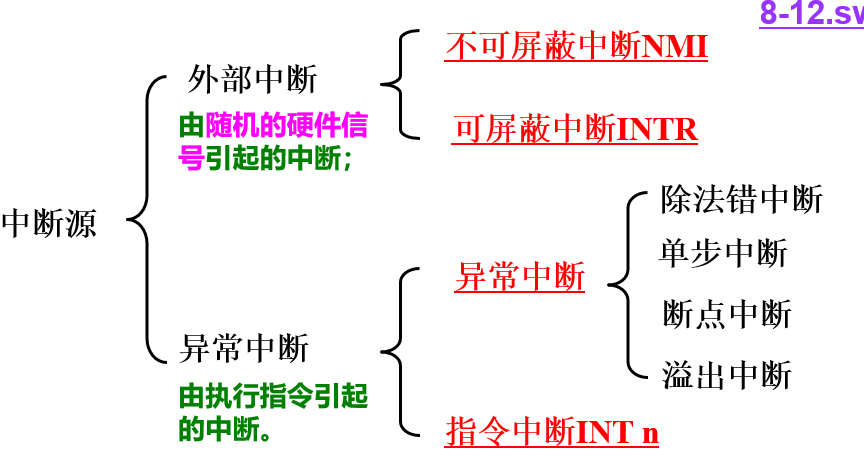 8-12.sw
不可屏蔽中断NMI
外部中断
可屏蔽中断INTR
由随机的硬件信
号引起的中断；
中断源
除法错中断
单步中断
异常中断
断点中断
异常中断
溢出中断
由执行指令引起
的中断。
指令中断INT n